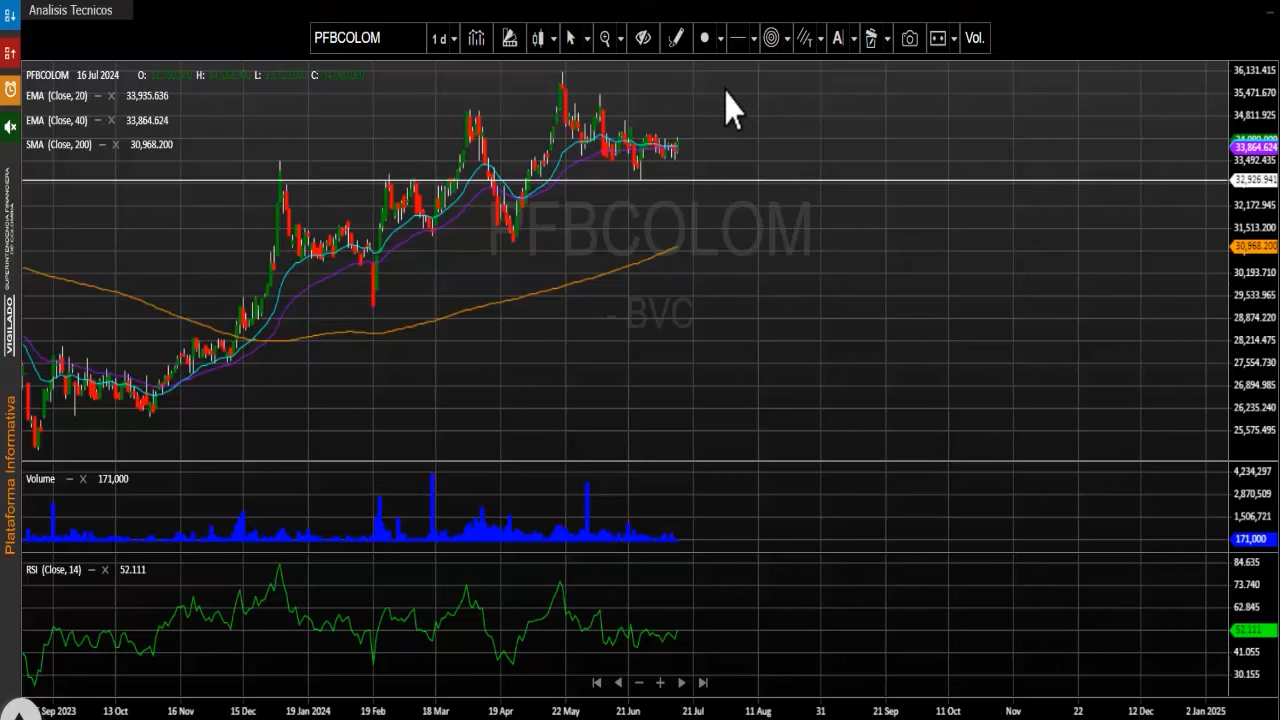 Analisis Tecnicos
PFBCOLOM
1 d
A
Vol.
PFBCOLOM 16 Jul 2024 O: H: L: C:
EMA (Close, 20) – X 33,935.636
EMA (Close, 40) – X 33,864.624
SMA (Close, 200) – X 30,968.200
PFBCOLOM
- BVC
36,131.415
35,471.670
34,811.925
33,864.624
33,492.435
32,926.941
32,172.945
31,513.200
30,968.200
30,193.710
29,533.965
28,874.220
28,214.475
27,554.730
26,894.985
26,235.240
25,575.495
Volume – X 171,000
4,234,297
2,870,509
1,506,721
171,000
RSI (Close, 14) – X 52.111
84.635
73.740
62.845
52.111
41.055
30.155
Sep 2023
13 Oct
16 Nov
15 Dec
19 Jan 2024
19 Feb
18 Mar
19 Apr
22 May
21 Jun
21 Jul
11 Aug
31
21 Sep
11 Oct
Nov
22
12 Dec
2 Jan 2025
VIGILADO
Plataforma Informativa